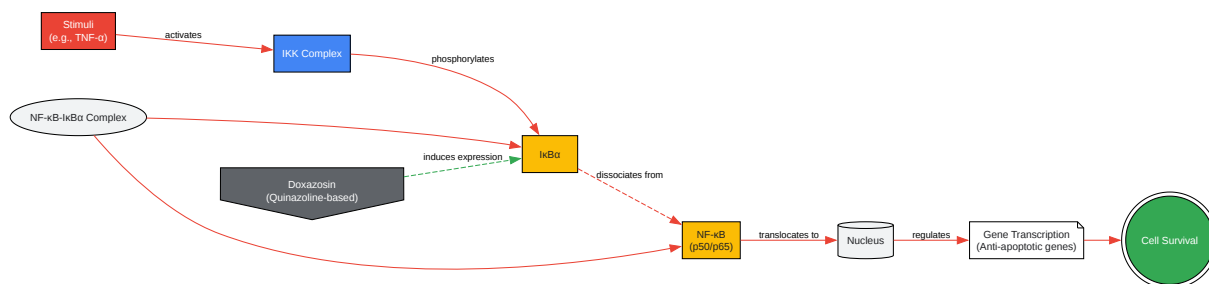 Stimuli
(e.g., TNF-α)
activates
IKK Complex
phosphorylates
NF-κB-IκBα Complex
IκBα
induces expression
Doxazosin
(Quinazoline-based)
dissociates from
NF-κB
(p50/p65)
translocates to
Nucleus
regulates
Gene Transcription
(Anti-apoptotic genes)
Cell Survival